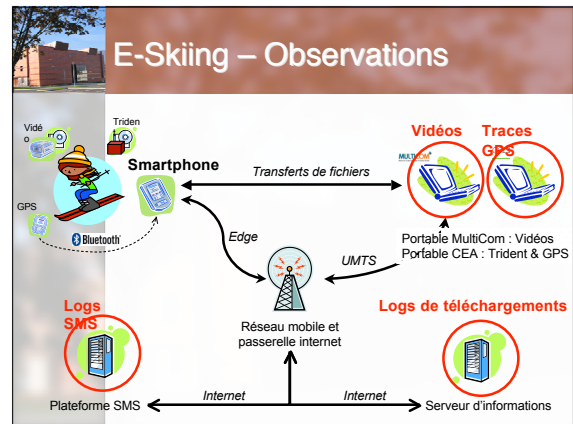 E-Skiing – Observations
Vidé
o
Triden
Smartphone
GPS
Bluetooth
Transferts de fichiers
Edge
UMTS
Vidéos
Traces
GPS
MULTICOM
Portable MultiCom : Vidéos
Portable CEA : Trident & GPS
Réseau mobile et
passerelle internet
Logs
SMS
Logs de téléchargements
Internet
Internet
Plateforme SMS
Serveur d'informations